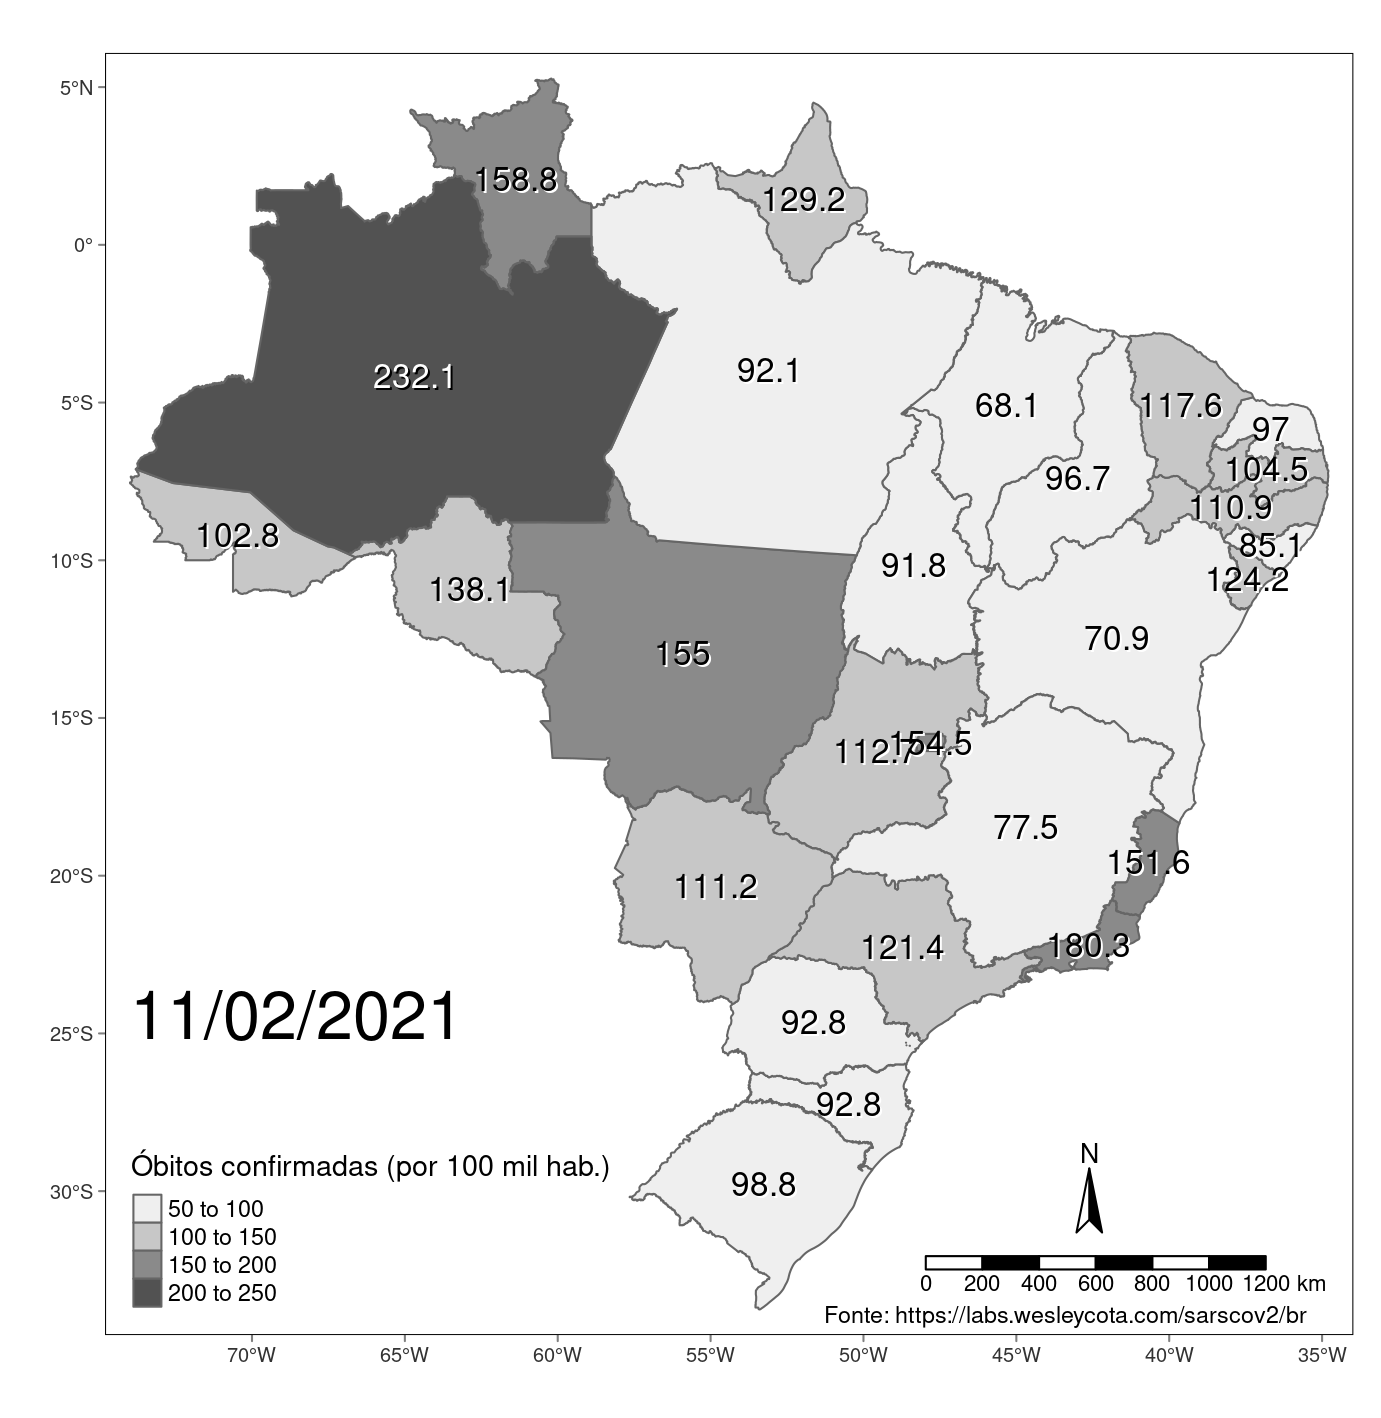 5°N
0°
5°S
10°S
15°S
20°S
25°S
30°S
158.8
129.2
232.1
92.1
68.1
117.6
97
104.5
96.7
110.9
102.8
85.1
91.8
124.2
138.1
70.9
155
112.7
154.5
77.5
151.6
111.2
180.3
121.4
11/02/2021
92.8
92.8
98.8
Óbitos confirmadas (por 100 mil hab.)
50 to 100
100 to 150
150 to 200
200 to 250
N
0 200 400 600 800 1000 1200 km
Fonte: https://labs.wesleycota.com/sarscov2/br
70°W 65°W 60°W 55°W 50°W 45°W 40°W 35°W